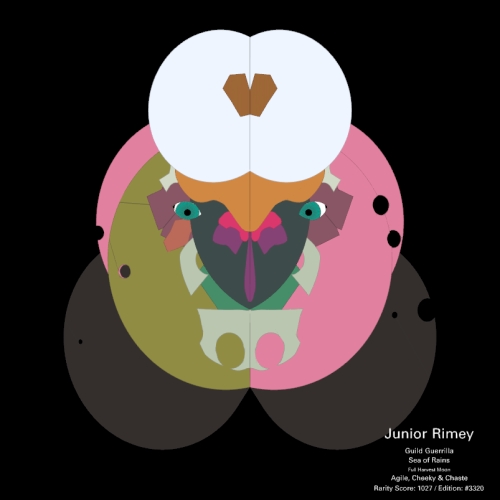 Junior Rimey
Guild Guerrilla
Sea of Rains
Full Harvest Moon
Agile, Cheeky & Chaste
Rarity Score: 1027 / Edition: #3320